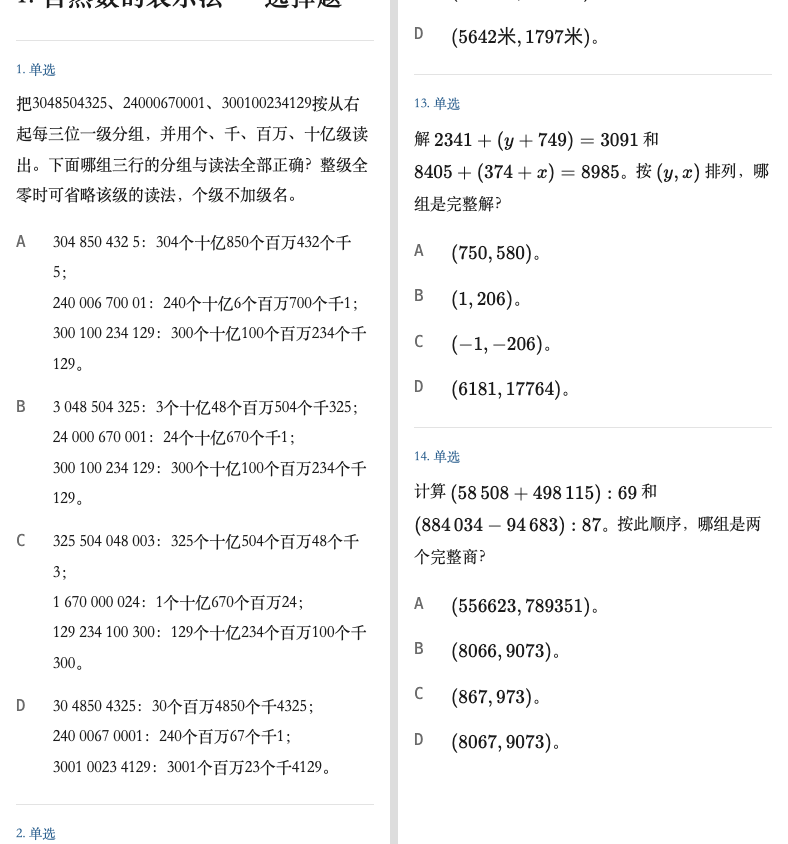 1. 单选
把3048504325、24000670001、300100234129按从右
起每三位一级分组，并用个、千、百万、十亿级读
出。下面哪组三行的分组与读法全部正确？整级全
零时可省略该级的读法，个级不加级名。
A 304 850 432 5：304个十亿850个百万432个千
5；
240 006 700 01：240个十亿6个百万700个千1；
300 100 234 129：300个十亿100个百万234个千
129。
B 3 048 504 325：3个十亿48个百万504个千325；
24 000 670 001：24个十亿670个千1；
300 100 234 129：300个十亿100个百万234个千
129。
C 325 504 048 003：325个十亿504个百万48个千
3；
1 670 000 024：1个十亿670个百万24；
129 234 100 300：129个十亿234个百万100个千
300。
D 30 4850 4325：30个百万4850个千4325；
240 0067 0001：240个百万67个千1；
3001 0023 4129：3001个百万23个千4129。
2. 单选
D (5642米, 1797米)。
13. 单选
解 2341 + (y + 749) = 3091 和
8405 + (374 + x) = 8985。按 (y, x) 排列，哪
组是完整解？
A (750, 580)。
B (1, 206)。
C (−1, −206)。
D (6181, 17764)。
14. 单选
计算 (58 508 + 498 115) : 69 和
(884 034 − 94 683) : 87。按此顺序，哪组是两
个完整商？
A (556623, 789351)。
B (8066, 9073)。
C (867, 973)。
D (8067, 9073)。